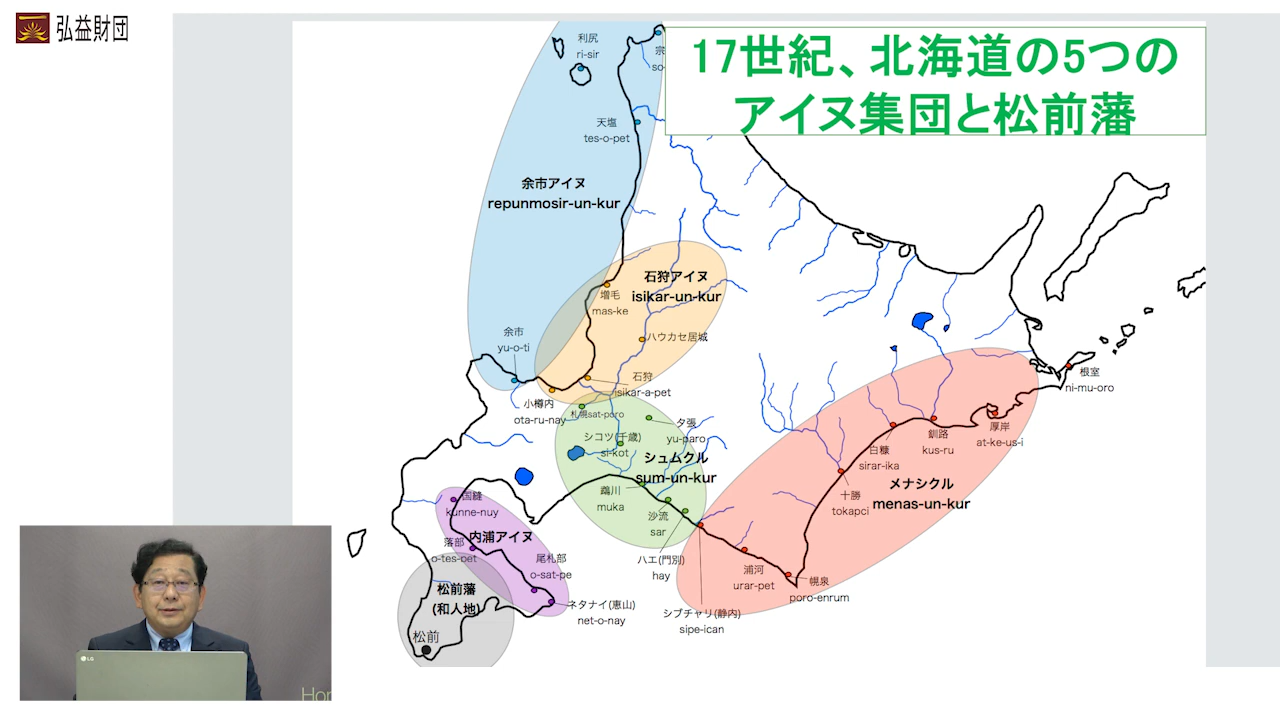 弘益財団
17世紀、北海道の5つの
アイヌ集団と松前藩
利尻
ri-sir
宗
so-
天塩
tes-o-pet
余市アイヌ
repunmosir-un-kur
石狩アイヌ
isikar-un-kur
増毛
mas-ke
ハウカセ居城
余市
yu-o-ti
石狩
isikar-a-pet
小樽内
ota-ru-nay
札幌sat-poro
夕張
yu-paro
シコツ(千歳)
si-kot
シュムクル
sum-un-kur
鵡川
muka
沙流
sar
ハエ(門別)
hay
シブチャリ(静内)
sipe-ican
浦河
urar-pet
幌泉
poro-enrum
十勝
tokapci
白糠
sirar-ika
釧路
kus-ru
厚岸
at-ke-us-i
根室
ni-mu-oro
メナシクル
menas-un-kur
国縫
kunne-nuy
内浦アイヌ
落部
o-tes-pet
尾札部
o-sat-pe
ネタナイ(恵山)
net-o-nay
松前藩
(和人地)
松前
LG
Hor